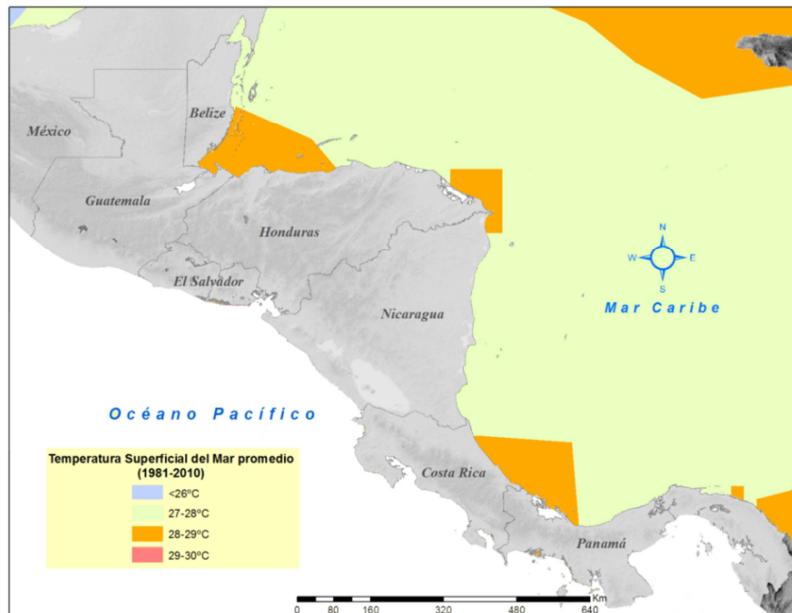 Belize
México
Guatemala
Honduras
El Salvador
Nicaragua
N
W E
S
Mar Caribe
Océano Pacífico
Temperatura Superficial del Mar promedio
(1981-2010)
<26ºC
27-28ºC
28-29ºC
29-30ºC
Costa Rica
Panamá
Km
0 80 160 320 480 640